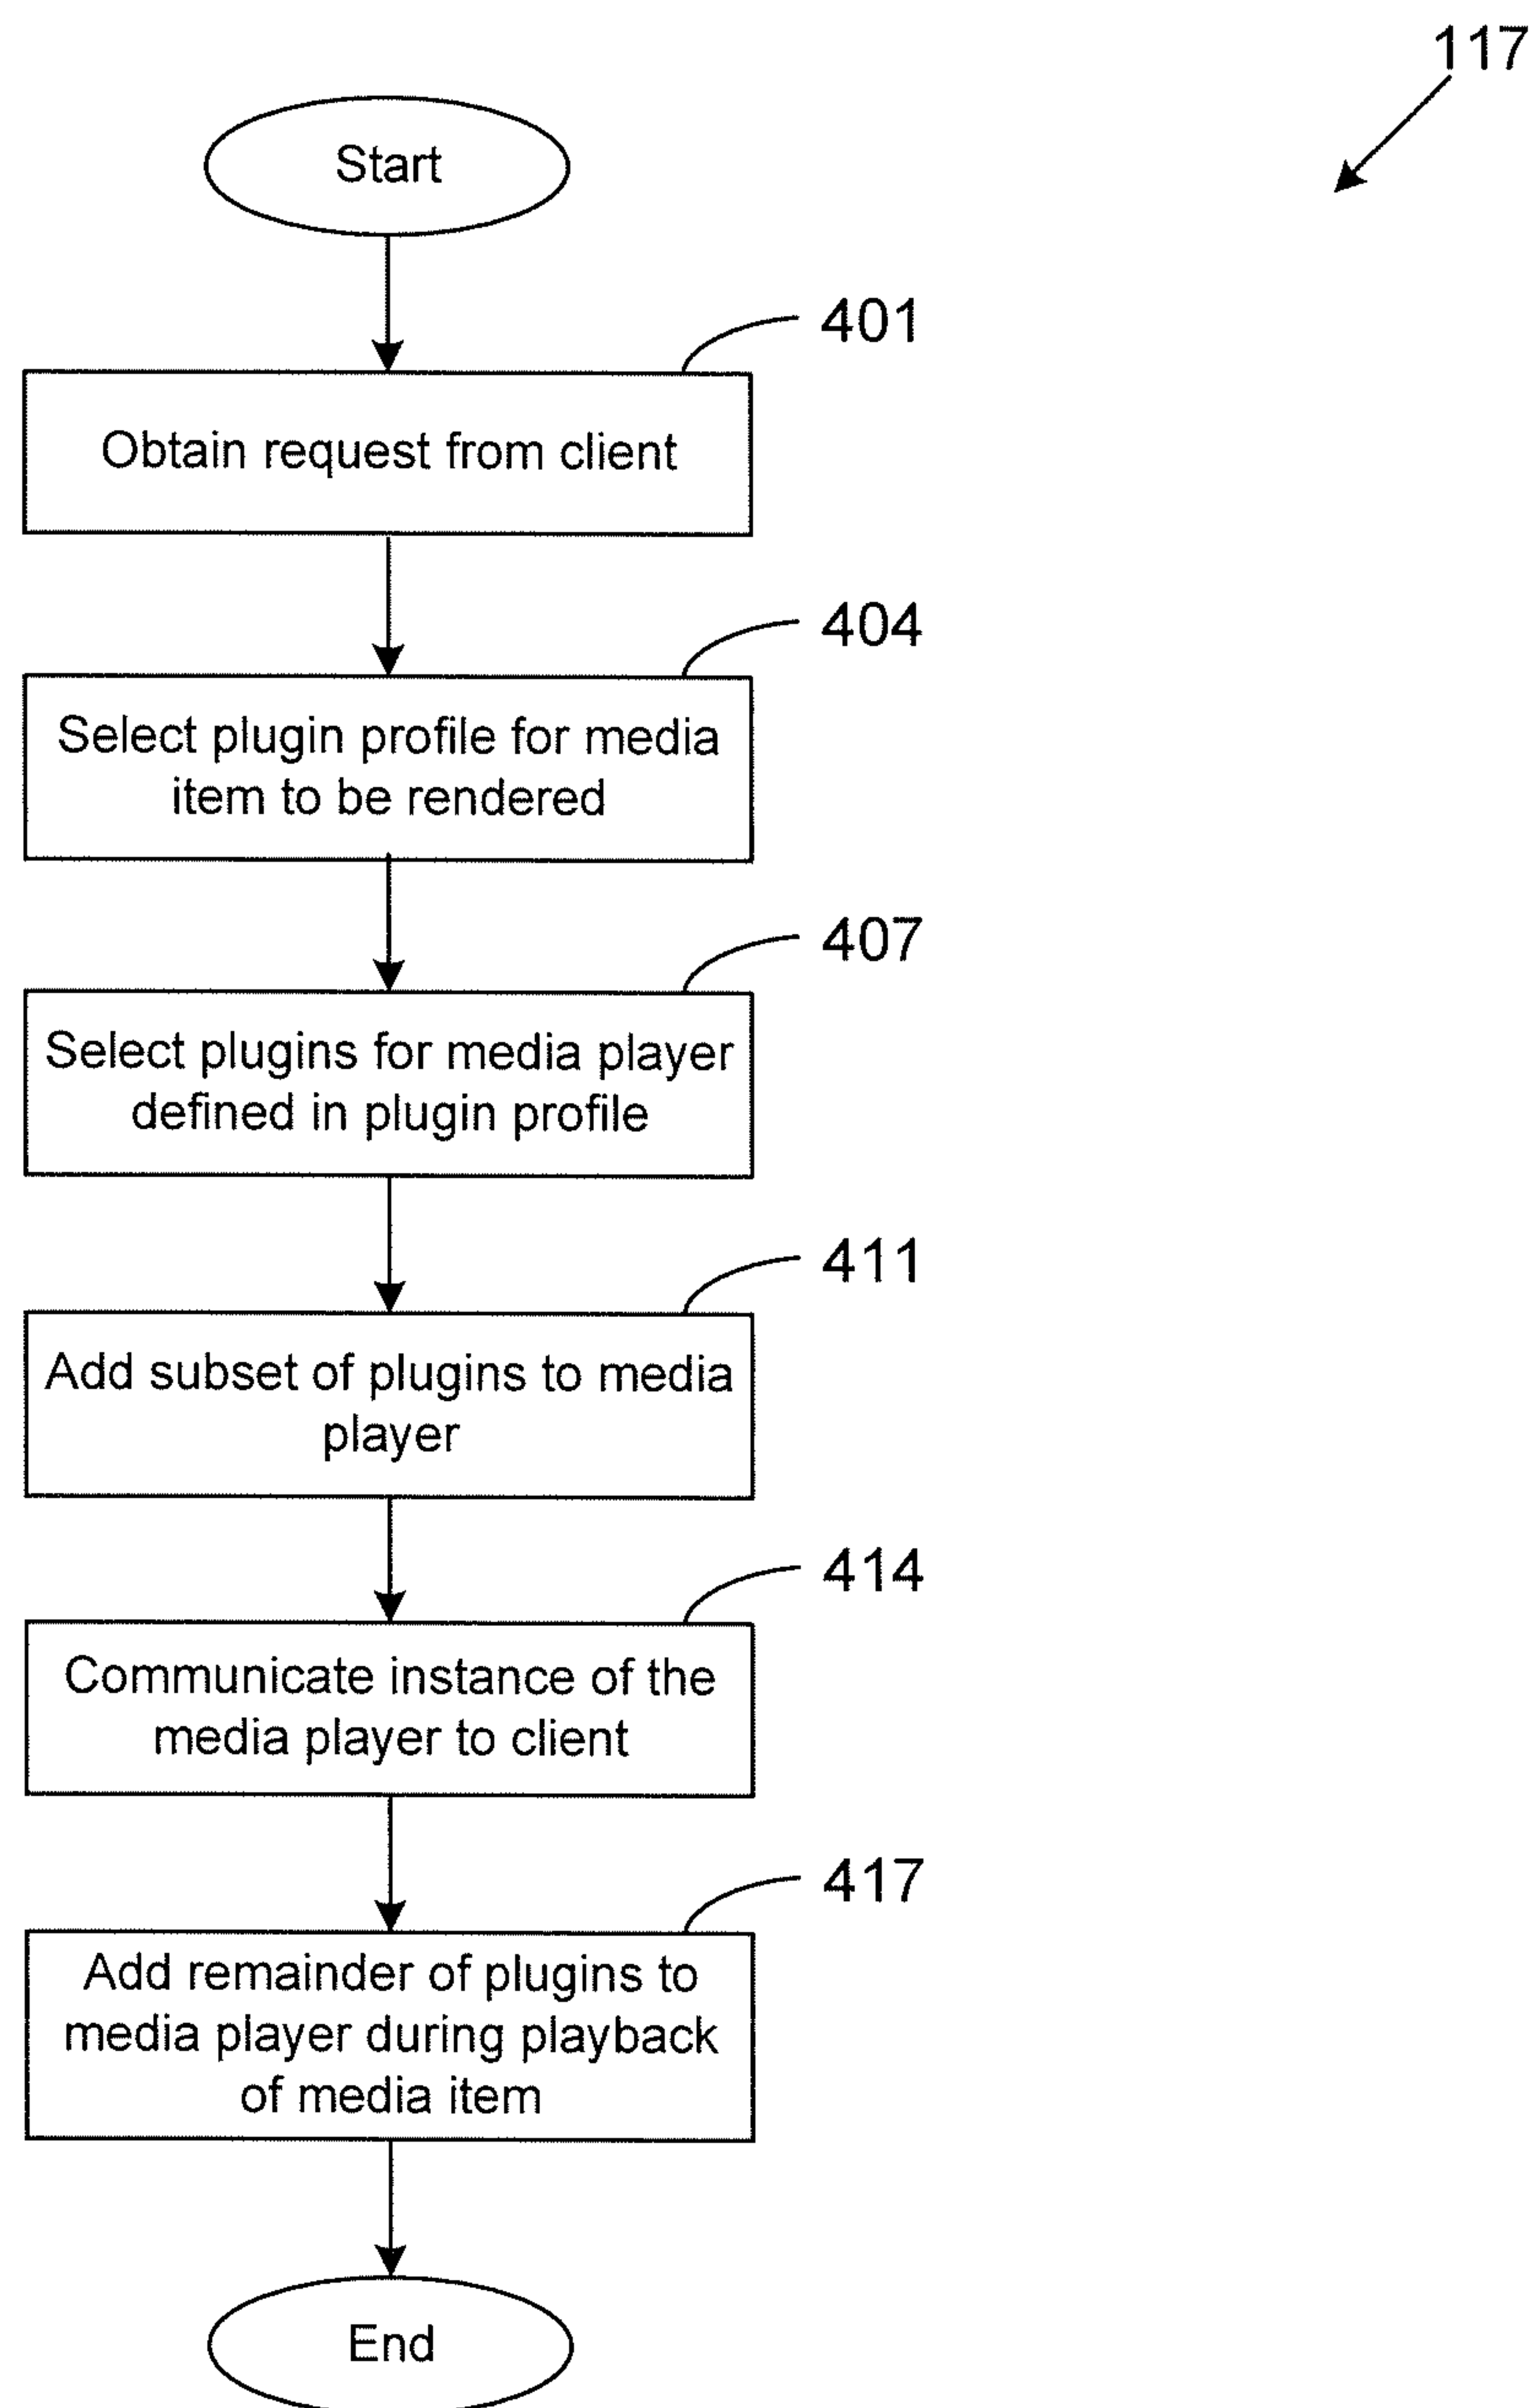 117
Start
401
Obtain request from client
404
Select plugin profile for media
item to be rendered
407
Select plugins for media player
defined in plugin profile
411
Add subset of plugins to media
player
414
Communicate instance of the
media player to client
417
Add remainder of plugins to
media player during playback
of media item
End